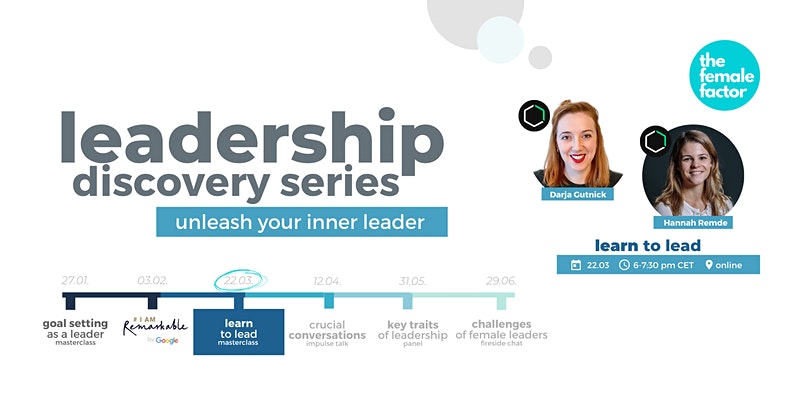 the
female
factor
leadership
discovery series
unleash your inner leader
Darja Gutnick
Hannah Remde
learn to lead
22.03
6-7:30 pm CET
online
27.01.
03.02.
22.03.
12.04.
31.05.
29.06.
goal setting
as a leader
masterclass
# I AM
Remarkable
by Google
learn
to lead
masterclass
crucial
conversations
impulse talk
key traits
of leadership
panel
challenges
of female leaders
fireside chat